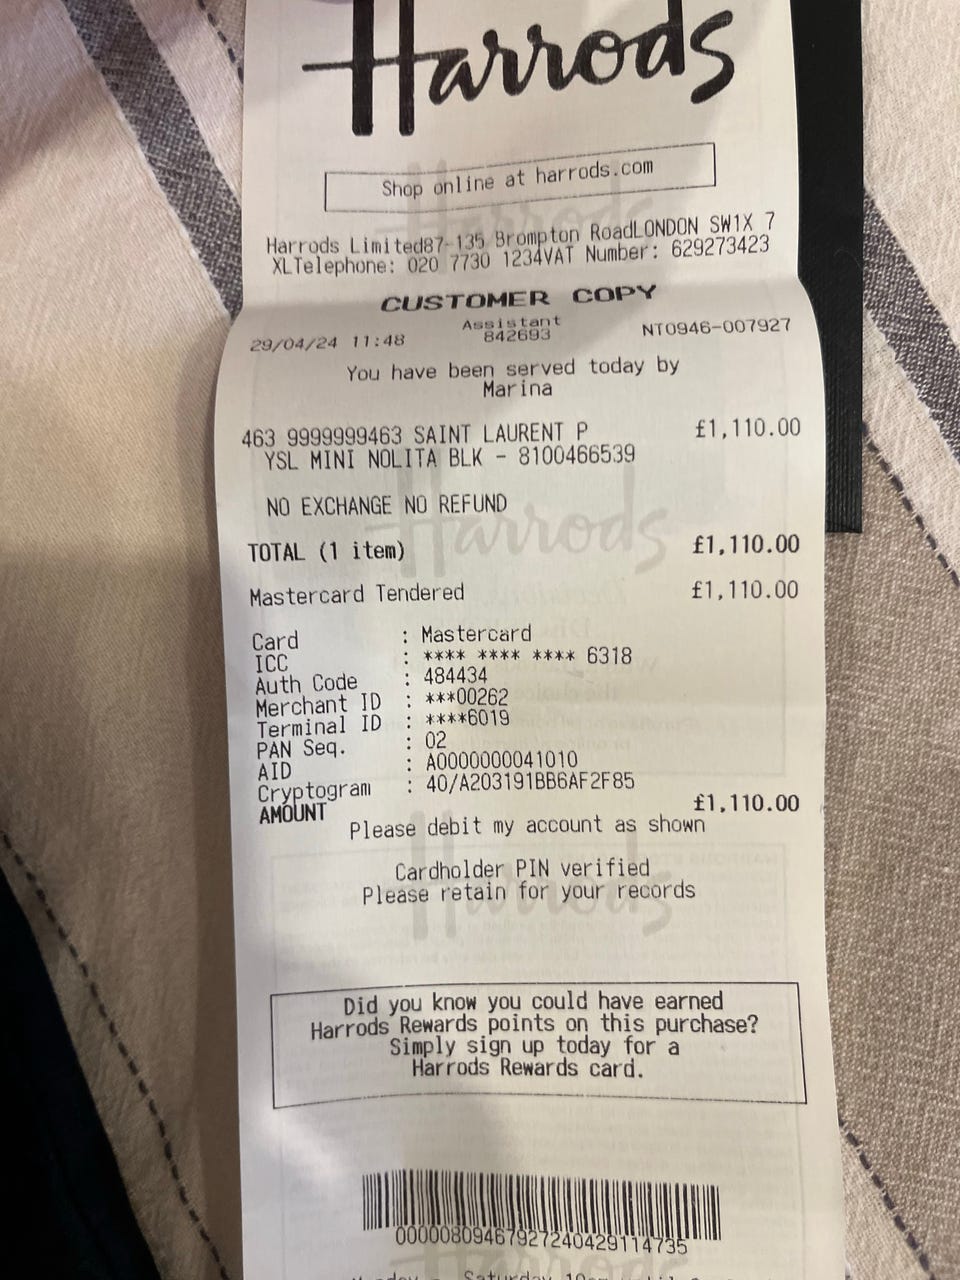 Harrods
Shop online at harrods.com
Harrods Limited87-135 Brompton RoadLONDON SW1X 7
XLTelephone: 020 7730 1234VAT Number: 629273423
CUSTOMER COPY
29/04/24 11:48 Assistant 842693 NT0946-007927
You have been served today by
Marina
463 9999999463 SAINT LAURENT P £1,110.00
YSL MINI NOLITA BLK - 8100466539
NO EXCHANGE NO REFUND
TOTAL (1 item) £1,110.00
Mastercard Tendered £1,110.00
Card : Mastercard
ICC : **** **** **** 6318
Auth Code : 484434
Merchant ID : ***00262
Terminal ID : ****6019
PAN Seq. : 02
AID : A0000000041010
Cryptogram : 40/A203191BB6AF2F85
AMOUNT £1,110.00
Please debit my account as shown
Cardholder PIN verified
Please retain for your records
Did you know you could have earned
Harrods Rewards points on this purchase?
Simply sign up today for a
Harrods Rewards card.
00000809467927240429114735